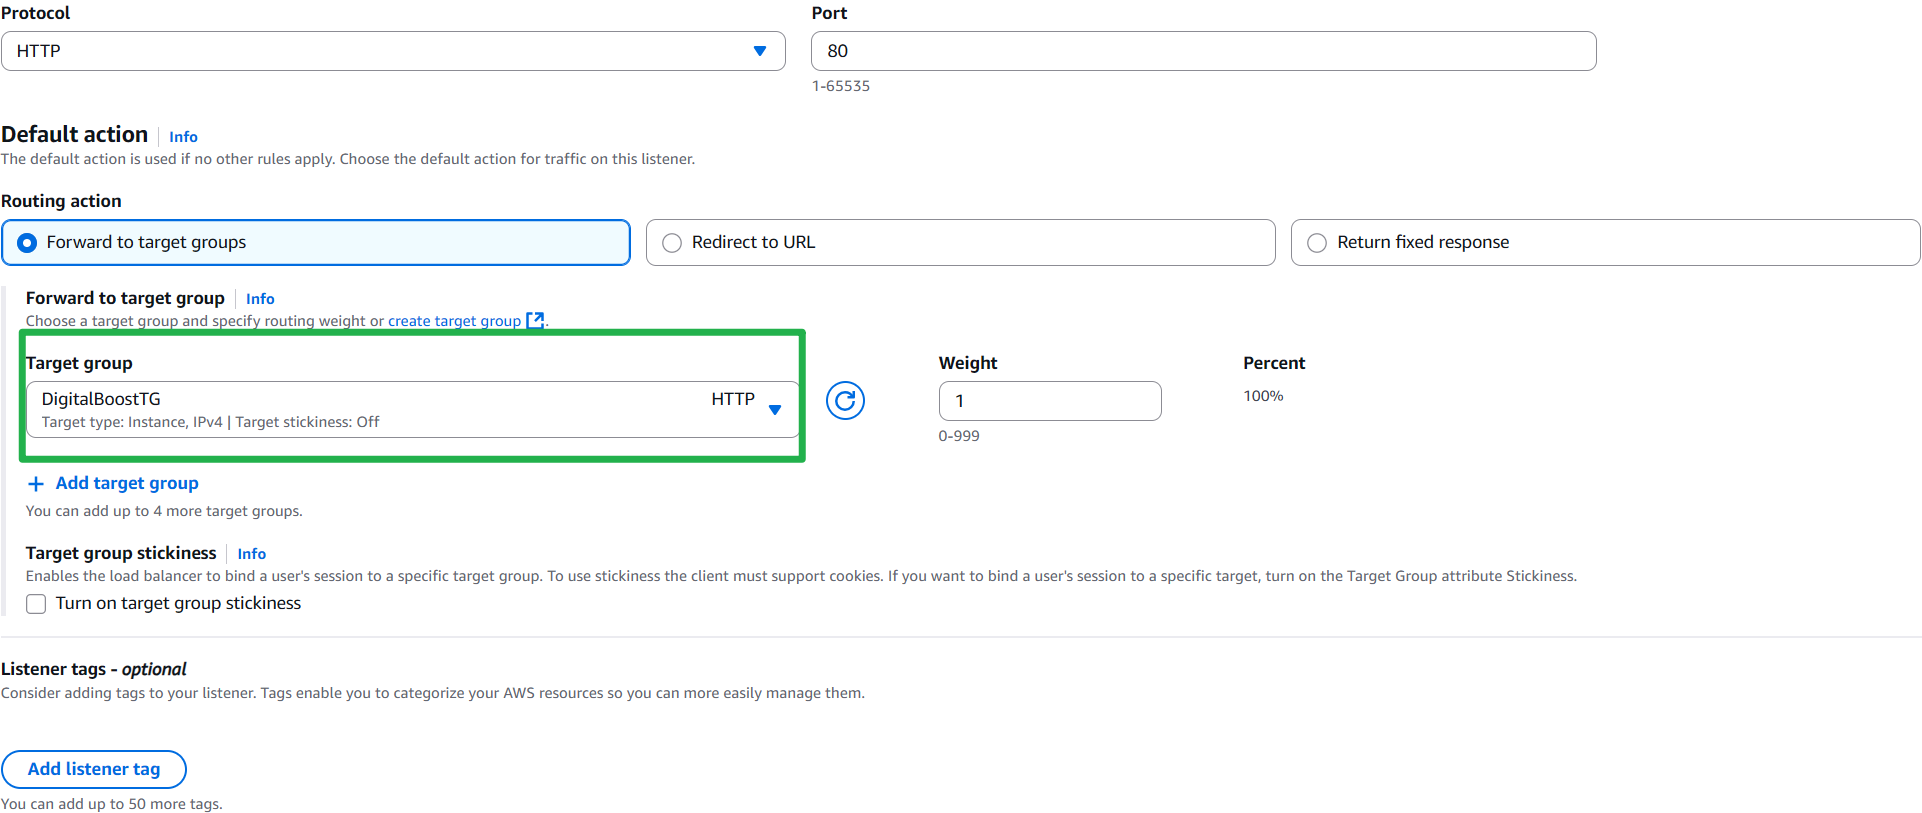 Protocol
Port
HTTP
80
1-65535
Default action
Info
The default action is used if no other rules apply. Choose the default action for traffic on this listener.
Routing action
Forward to target groups
Redirect to URL
Return fixed response
Forward to target group
Info
Choose a target group and specify routing weight or create target group.
Target group
Weight
Percent
DigitalBoostTG
HTTP
Target type: Instance, IPv4 | Target stickiness: Off
1
100%
0-999
Add target group
You can add up to 4 more target groups.
Target group stickiness
Info
Enables the load balancer to bind a user's session to a specific target group. To use stickiness the client must support cookies. If you want to bind a user's session to a specific target, turn on the Target Group attribute Stickiness.
Turn on target group stickiness
Listener tags - optional
Consider adding tags to your listener. Tags enable you to categorize your AWS resources so you can more easily manage them.
Add listener tag
You can add up to 50 more tags.